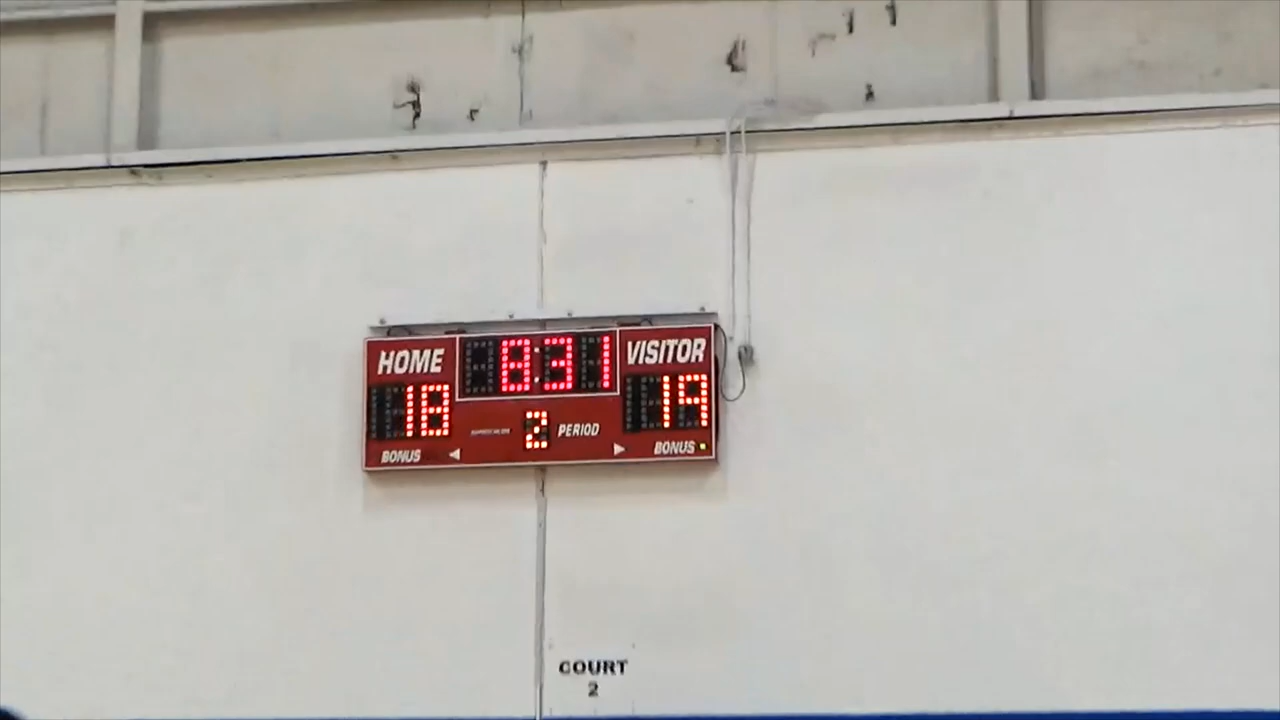 HOME 8:31 VISITOR
18 19
2 PERIOD
BONUS BONUS
COURT
2